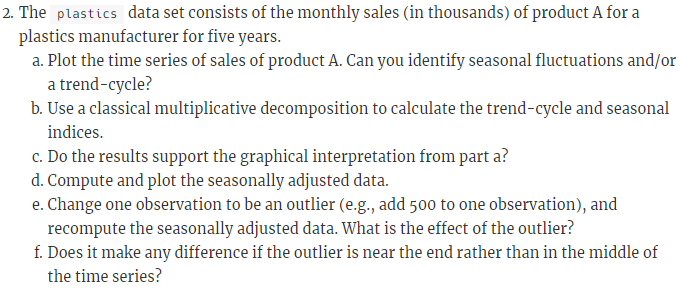 2. The plastics data set consists of the monthly sales (in thousands) of product A for a
plastics manufacturer for five years.
a. Plot the time series of sales of product A. Can you identify seasonal fluctuations and/or
a trend-cycle?
b. Use a classical multiplicative decomposition to calculate the trend-cycle and seasonal
indices.
c. Do the results support the graphical interpretation from part a?
d. Compute and plot the seasonally adjusted data.
e. Change one observation to be an outlier (e.g., add 500 to one observation), and
recompute the seasonally adjusted data. What is the effect of the outlier?
f. Does it make any difference if the outlier is near the end rather than in the middle of
the time series?